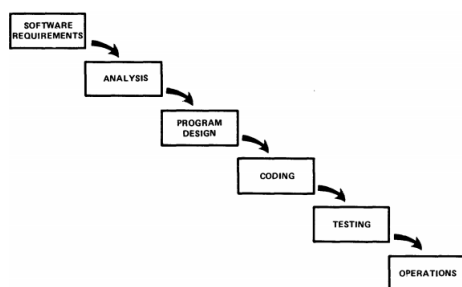 SOFTWARE
REQUIREMENTS
ANALYSIS
PROGRAM
DESIGN
CODING
TESTING
OPERATIONS